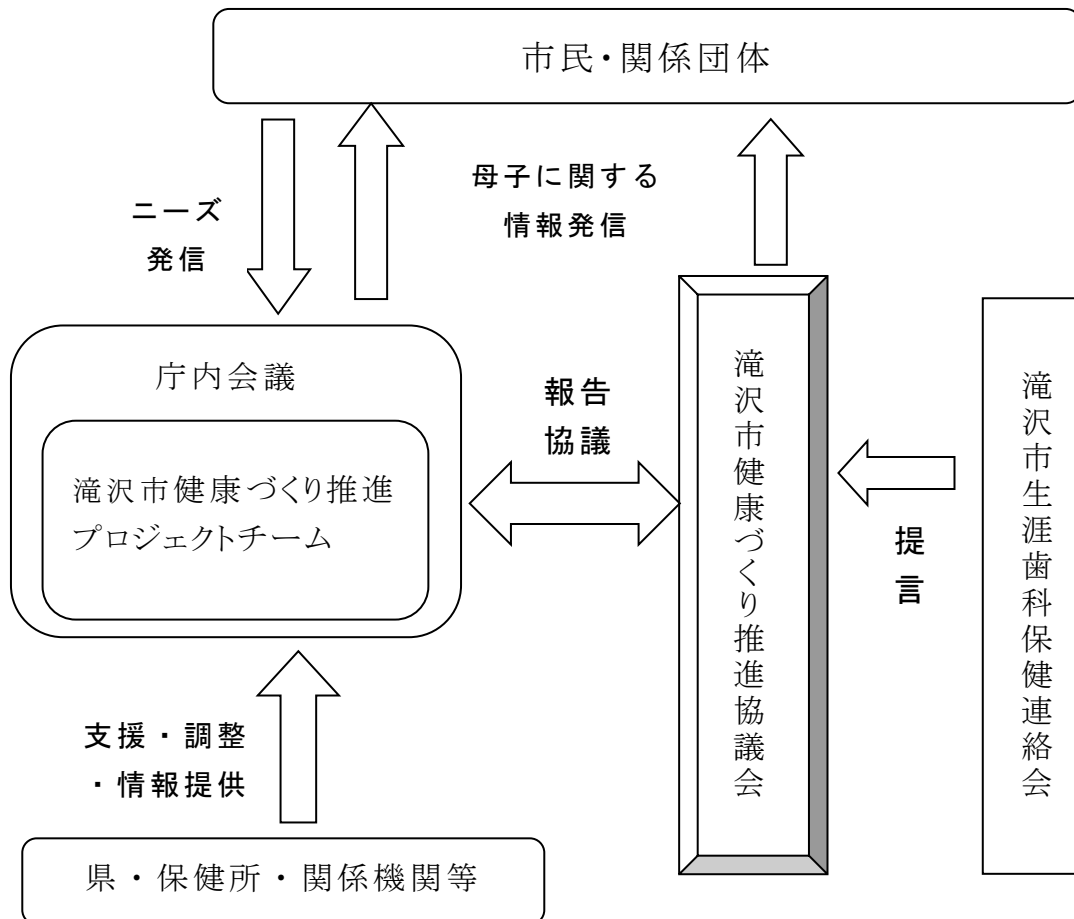 市民・関係団体
ニーズ
発信
母子に関する
情報発信
庁内会議
滝沢市健康づくり推進
プロジェクトチーム
報告
協議
滝沢市健康づくり推進協議会
提言
滝沢市生涯歯科保健連絡会
支援・調整
・情報提供
県・保健所・関係機関等